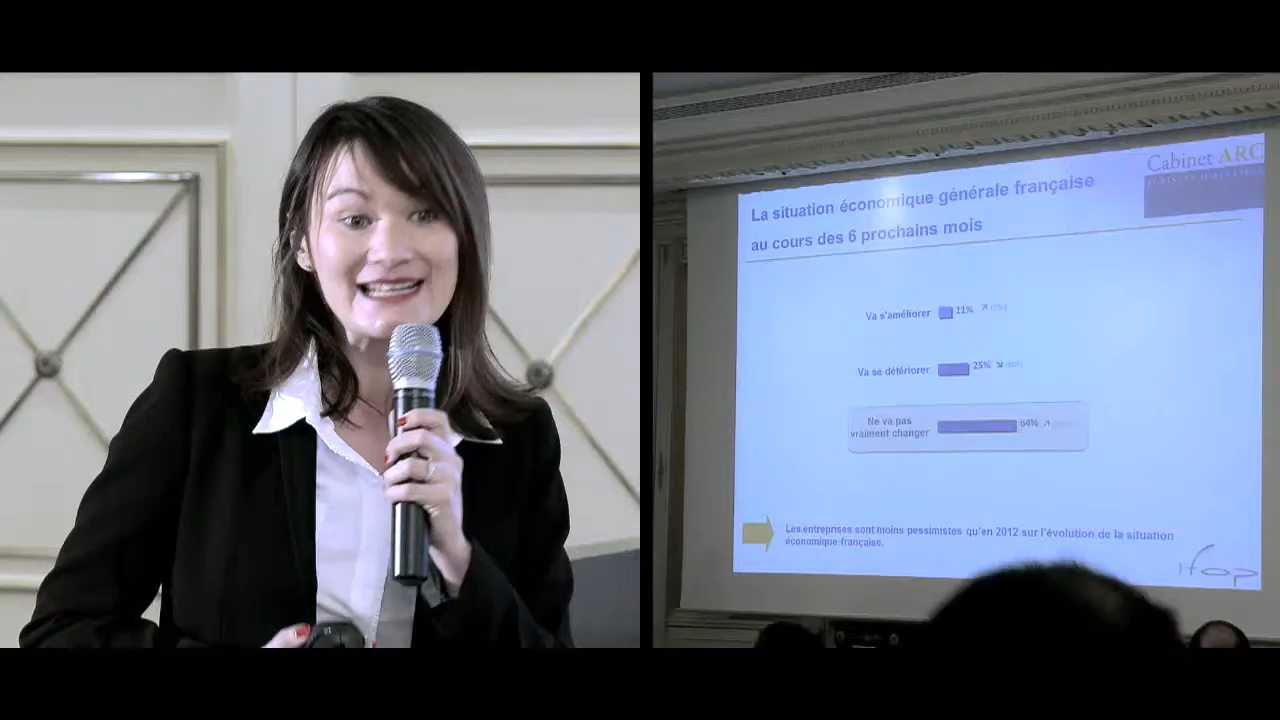 Cabinet ARC
La situation économique générale française
au cours des 6 prochains mois
Va s'améliorer 11%
Va se détériorer 25%
Ne va pas
vraiment changer 64%
Les entreprises sont moins pessimistes qu'en 2012 sur l'évolution de la situation
économique française.
ifop